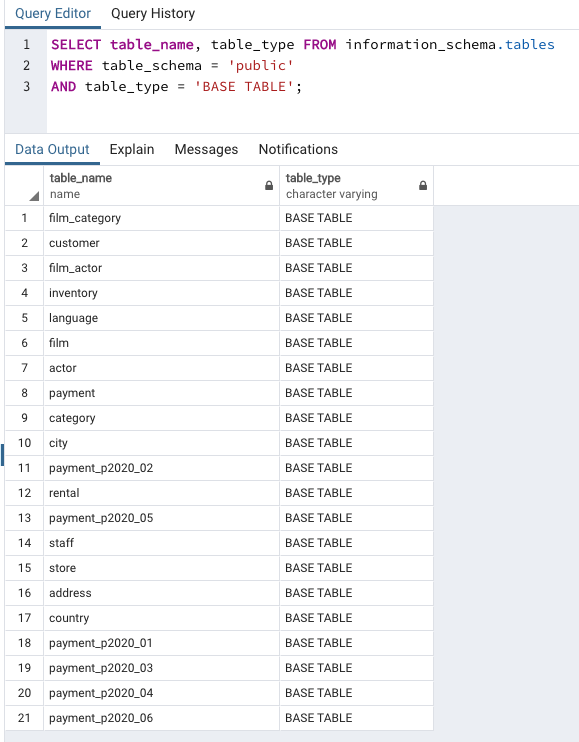 Query Editor Query History
1 SELECT table_name, table_type FROM information_schema.tables
2 WHERE table_schema = 'public'
3 AND table_type = 'BASE TABLE';
Data Output Explain Messages Notifications
table_name table_type
name character varying
1 film_category BASE TABLE
2 customer BASE TABLE
3 film_actor BASE TABLE
4 inventory BASE TABLE
5 language BASE TABLE
6 film BASE TABLE
7 actor BASE TABLE
8 payment BASE TABLE
9 category BASE TABLE
10 city BASE TABLE
11 payment_p2020_02 BASE TABLE
12 rental BASE TABLE
13 payment_p2020_05 BASE TABLE
14 staff BASE TABLE
15 store BASE TABLE
16 address BASE TABLE
17 country BASE TABLE
18 payment_p2020_01 BASE TABLE
19 payment_p2020_03 BASE TABLE
20 payment_p2020_04 BASE TABLE
21 payment_p2020_06 BASE TABLE